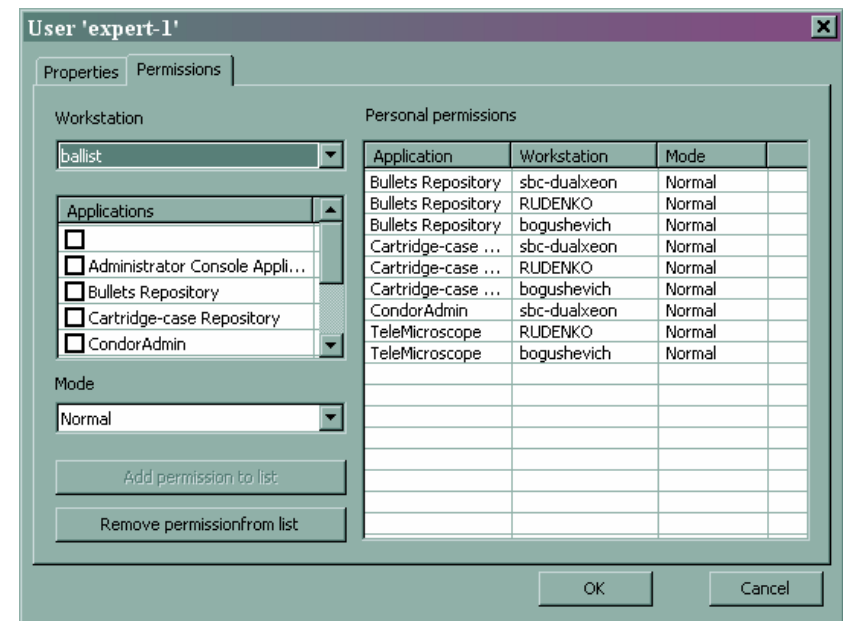 User 'expert-1'
Properties Permissions
Workstation
ballist
Applications
Administrator Console Appli...
Bullets Repository
Cartridge-case Repository
CondorAdmin
Mode
Normal
Add permission to list
Remove permissionfrom list
Personal permissions
Application Workstation Mode
Bullets Repository sbc-dualxeon Normal
Bullets Repository RUDENKO Normal
Bullets Repository bogushevich Normal
Cartridge-case ... sbc-dualxeon Normal
Cartridge-case ... RUDENKO Normal
Cartridge-case ... bogushevich Normal
CondorAdmin sbc-dualxeon Normal
TeleMicroscope RUDENKO Normal
TeleMicroscope bogushevich Normal
OK Cancel